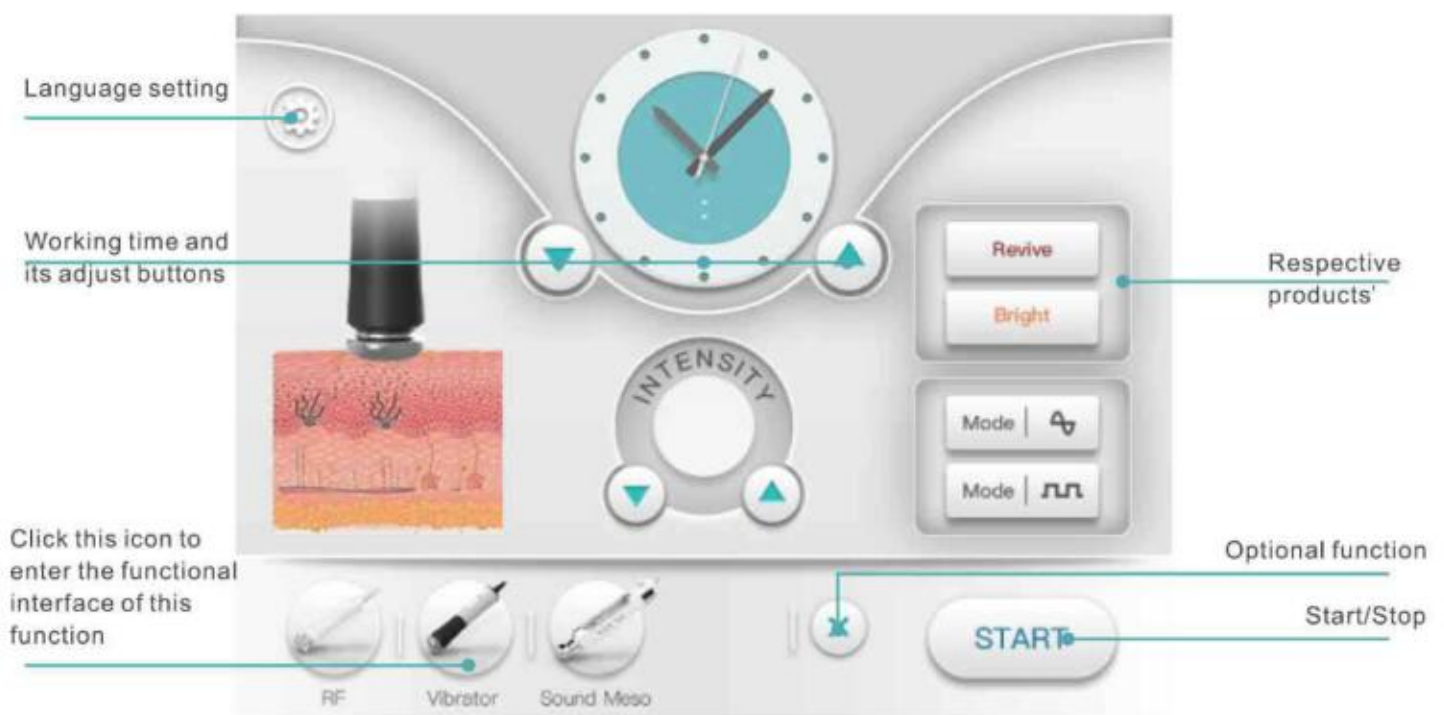 Language setting
Working time and
its adjust buttons
INTENSITY
Revive
Bright
Respective
products'
Mode
Mode
Click this icon to
enter the functional
interface of this
function
RF
Vibrator
Sound Meso
Optional function
START
Start/Stop